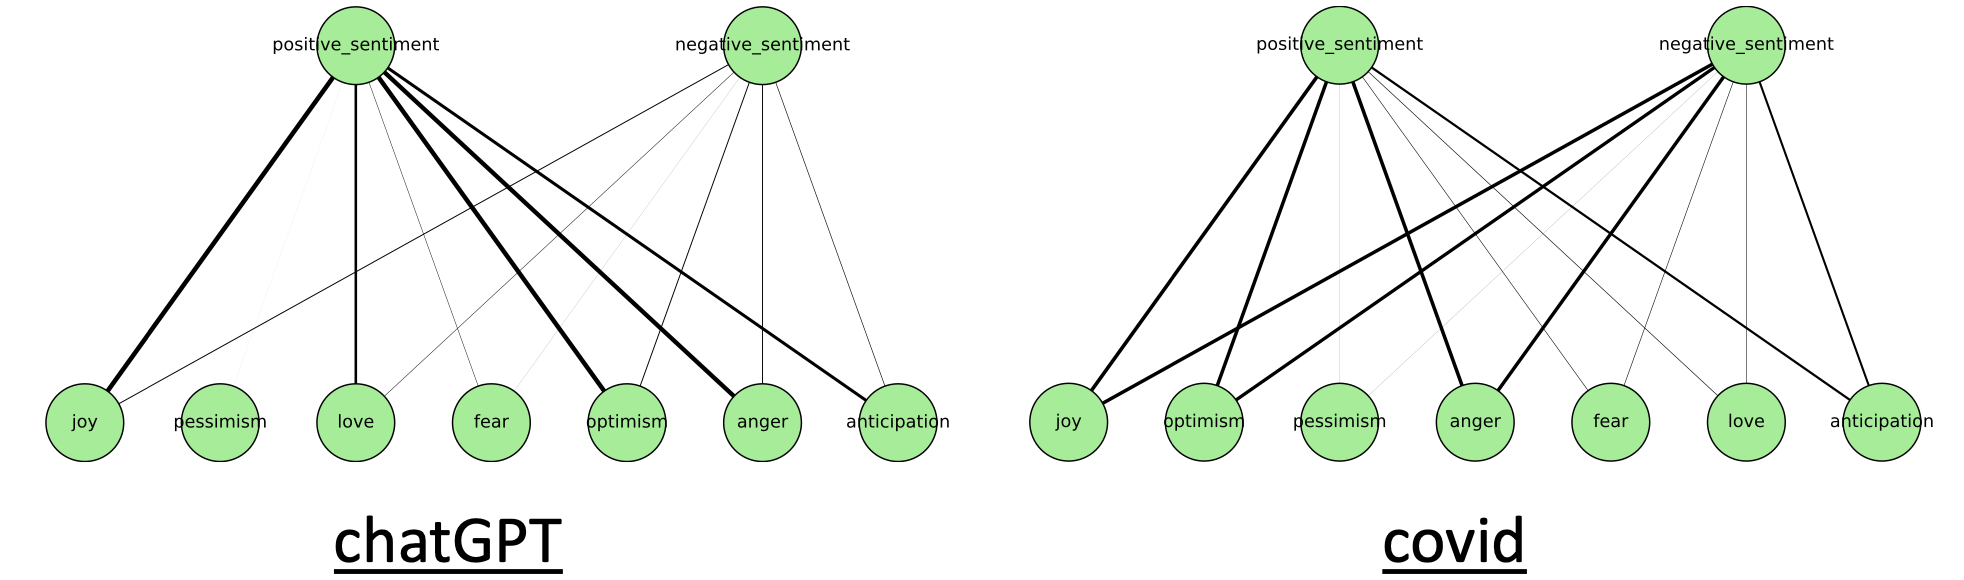 positive_sentiment negative_sentiment
joy pessimism love fear optimism anger anticipation
chatGPT
positive_sentiment negative_sentiment
joy optimism pessimism anger fear love anticipation
covid